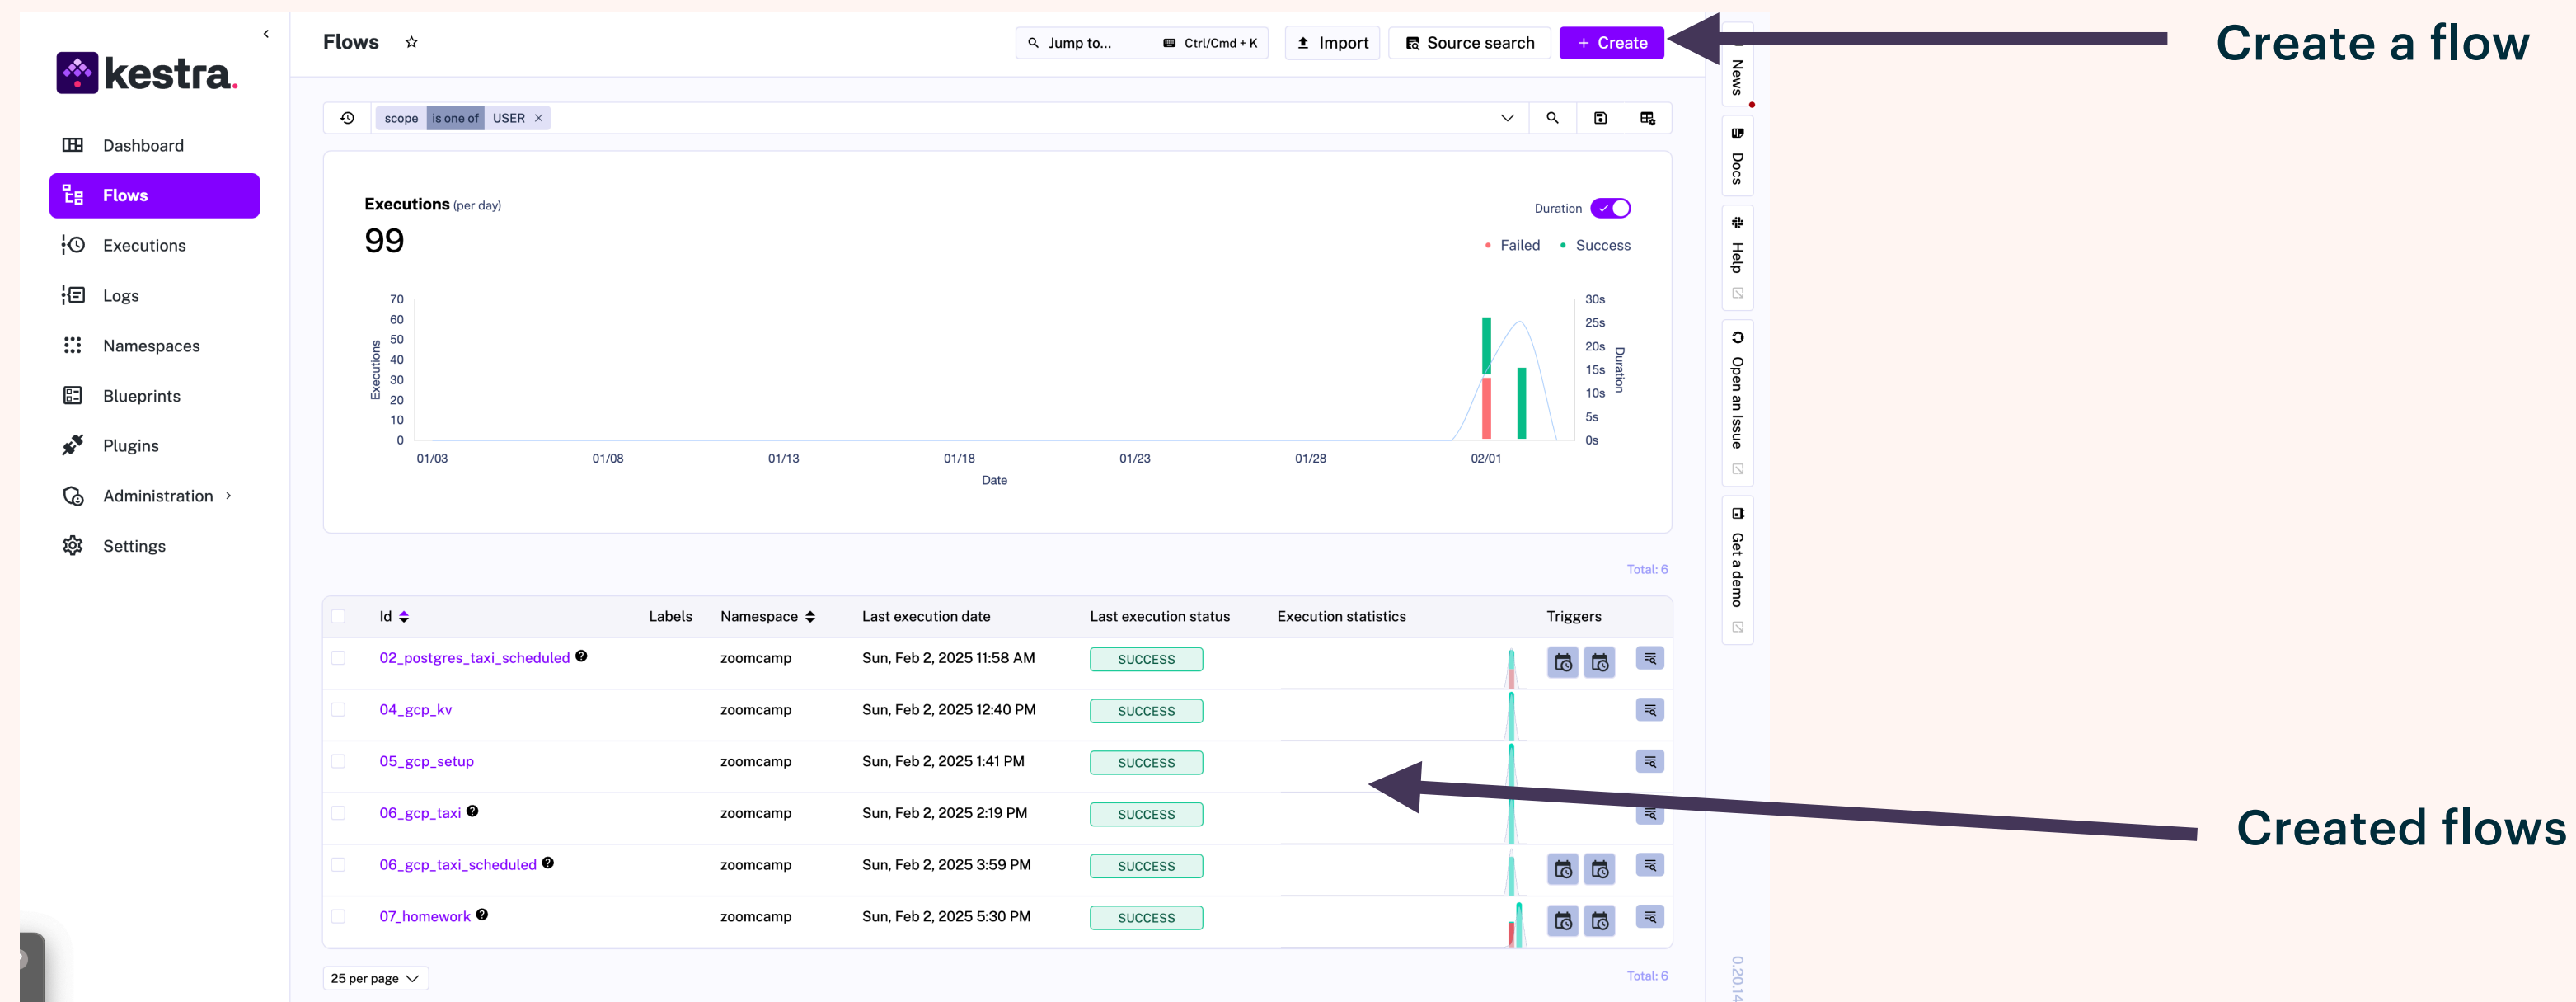 kestra.
Dashboard
Flows
Executions
Logs
Namespaces
Blueprints
Plugins
Administration
Settings
Flows
Jump to...
Ctrl/Cmd + K
Import
Source search
+ Create
Create a flow
scope is one of USER ×
Executions (per day)
99
Duration
Failed
Success
70
60
50
40
30
20
10
0
Executions
30s
25s
20s
15s
10s
5s
0s
Duration
01/03 01/08 01/13 01/18 01/23 01/28 02/01
Date
Total: 6
Id Labels Namespace Last execution date Last execution status Execution statistics Triggers
02_postgres_taxi_scheduled zoomcamp Sun, Feb 2, 2025 11:58 AM SUCCESS
04_gcp_kv zoomcamp Sun, Feb 2, 2025 12:40 PM SUCCESS
05_gcp_setup zoomcamp Sun, Feb 2, 2025 1:41 PM SUCCESS
06_gcp_taxi zoomcamp Sun, Feb 2, 2025 2:19 PM SUCCESS
06_gcp_taxi_scheduled zoomcamp Sun, Feb 2, 2025 3:59 PM SUCCESS
07_homework zoomcamp Sun, Feb 2, 2025 5:30 PM SUCCESS
25 per page
Total: 6
News
Docs
Help
Open an Issue
Get a demo
0.20.14
Created flows